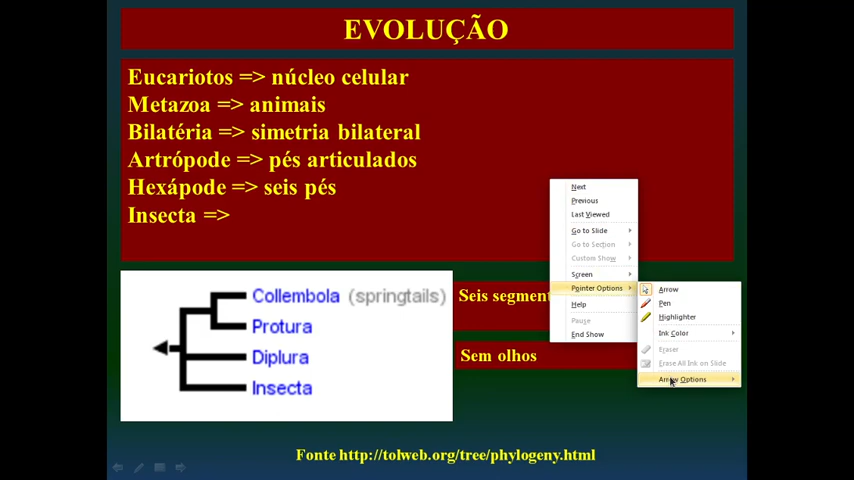 EVOLUÇÃO
Eucariotos => núcleo celular
Metazoa => animais
Bilatéria => simetria bilateral
Artrópode => pés articulados
Hexápode => seis pés
Insecta =>
Collembola (springtails)
Protura
Diplura
Insecta
Seis segment
Sem olhos
Next
Previous
Last Viewed
Go to Slide
Go to Section
Custom Show
Screen
Pointer Options
Help
Pause
End Show
Arrow
Pen
Highlighter
Ink Color
Eraser
Erase All Ink on Slide
Arrow Options
Fonte http://tolweb.org/tree/phylogeny.html